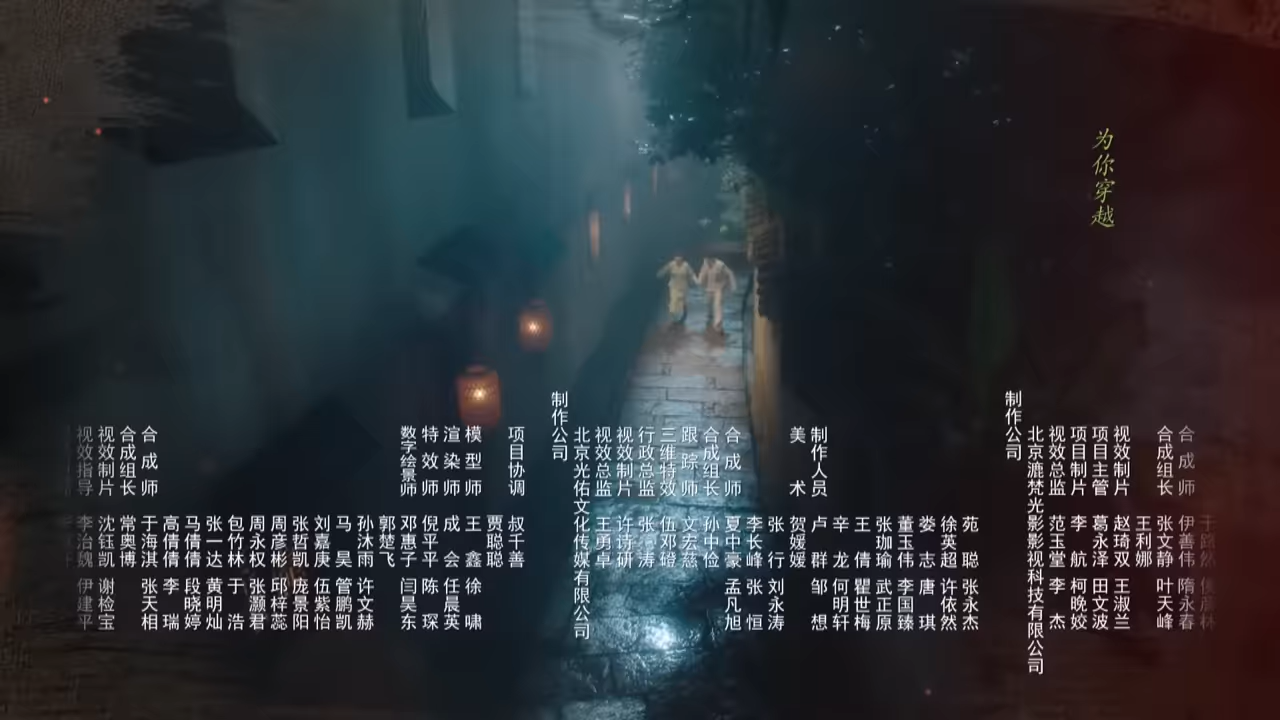 为你穿越
合成师 伊善伟 隋永春
合成组长 张文静 叶天峰
王利娜
视效制片 赵琦双 王淑兰
项目主管 葛永泽 田文波
项目制片 李航 柯晚姣
视效总监 范玉堂 李杰
北京漉梵光影影视科技有限公司
制作公司
苑聪 张永杰
徐英超 许依然
娄志 唐琪
董玉伟 李国臻
张珈瑜 武正原
王倩 瞿世梅
辛龙 何明轩
制作人员 卢群 邹想
美术 贺媛媛
张行 刘永涛
李长峰 张恒
合成师 夏中豪 孟凡旭
合成组长 孙中俭
跟踪师 文宏慈
三维特效 伍邓磴
行政总监 张涛
视效制片 许诗研
视效总监 王勇卓
北京光佑文化传媒有限公司
制作公司
项目协调 叔千善
贾聪聪
模型师 王鑫 徐啸
渲染师 成会 任晨英
特效师 倪平平 陈琛
数字绘景师 邓惠子 闫昊东
郭楚飞
孙沐雨 许文赫
马昊 管鹏凯
刘嘉庚 伍紫怡
张哲凯 庞景阳
周彦彬 邱梓蕊
周永权 张灏君
包竹林 于浩
张一达 黄明灿
马倩倩 段晓婷
高倩倩 李瑞
合成师 于海淇 张天相
合成组长 常奥博
视效制片 沈钰凯 谢检宝
视效指导 李治巍 伊建平